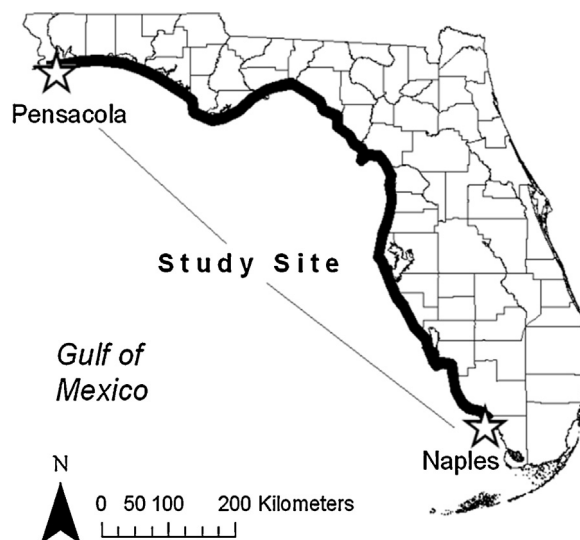 Pensacola
Study Site
Gulf of
Mexico
Naples
N
0 50 100 200 Kilometers